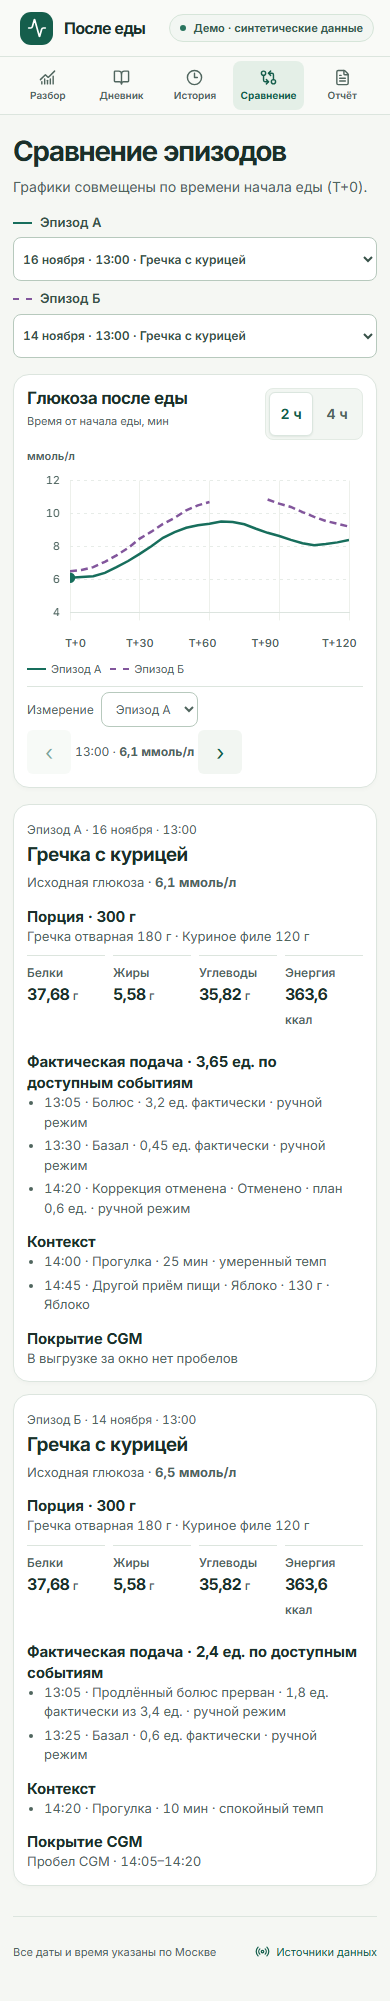 После еды
Демо · синтетические данные
Разбор
Дневник
История
Сравнение
Отчёт
Сравнение эпизодов
Графики совмещены по времени начала еды (T+0).
Эпизод А
16 ноября · 13:00 · Гречка с курицей
Эпизод Б
14 ноября · 13:00 · Гречка с курицей
Глюкоза после еды
Время от начала еды, мин
2 ч
4 ч
ммоль/л
12
10
8
6
4
T+0
T+30
T+60
T+90
T+120
Эпизод А
Эпизод Б
Измерение
Эпизод А
‹
13:00 · 6,1 ммоль/л
›
Эпизод А · 16 ноября · 13:00
Гречка с курицей
Исходная глюкоза · 6,1 ммоль/л
Порция · 300 г
Гречка отварная 180 г · Куриное филе 120 г
Белки
Жиры
Углеводы
Энергия
37,68 г
5,58 г
35,82 г
363,6
ккал
Фактическая подача · 3,65 ед. по
доступным событиям
• 13:05 · Болюс · 3,2 ед. фактически · ручной
режим
• 13:30 · Базал · 0,45 ед. фактически · ручной
режим
• 14:20 · Коррекция отменена · Отменено · план
0,6 ед. · ручной режим
Контекст
• 14:00 · Прогулка · 25 мин · умеренный темп
• 14:45 · Другой приём пищи · Яблоко · 130 г ·
Яблоко
Покрытие CGM
В выгрузке за окно нет пробелов
Эпизод Б · 14 ноября · 13:00
Гречка с курицей
Исходная глюкоза · 6,5 ммоль/л
Порция · 300 г
Гречка отварная 180 г · Куриное филе 120 г
Белки
Жиры
Углеводы
Энергия
37,68 г
5,58 г
35,82 г
363,6
ккал
Фактическая подача · 2,4 ед. по доступным
событиям
• 13:05 · Продлённый болюс прерван · 1,8 ед.
фактически из 3,4 ед. · ручной режим
• 13:25 · Базал · 0,6 ед. фактически · ручной
режим
Контекст
• 14:20 · Прогулка · 10 мин · спокойный темп
Покрытие CGM
Пробел CGM · 14:05–14:20
Все даты и время указаны по Москве
Источники данных